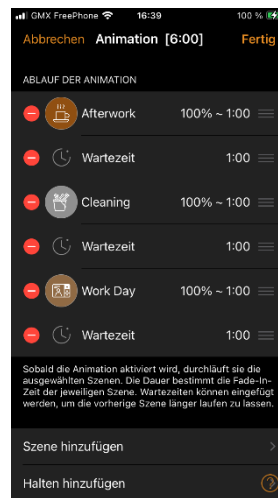 GMX FreePhone 16:39 100 %
Abbrechen Animation [6:00] Fertig
ABLAUF DER ANIMATION
Afterwork 100% ~ 1:00
Wartezeit 1:00
Cleaning 100% ~ 1:00
Wartezeit 1:00
Work Day 100% ~ 1:00
Wartezeit 1:00
Sobald die Animation aktiviert wird, durchläuft sie die
ausgewählten Szenen. Die Dauer bestimmt die Fade-In-
Zeit der jeweiligen Szene. Wartezeiten können eingefügt
werden, um die vorherige Szene länger laufen zu lassen.
Szene hinzufügen
Halten hinzufügen ?